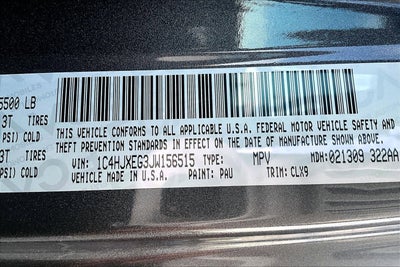 5500 LB
3T TIRES
PSI) COLD
3T
PSI) COLD
THIS VEHICLE CONFORMS TO ALL APPLICABLE U.S.A. FEDERAL MOTOR VEHICLE SAFETY
THEFT PREVENTION STANDARDS IN EFFECT ON THE DATE OF MANUFACTURE SHOWN ABOVE.
VIN: 1C4HJXEG3JW156515 TYPE: MPV MDH: 021309 322AA
VEHICLE MADE IN U.S.A. PAINT: PAU TRIM: CLX9